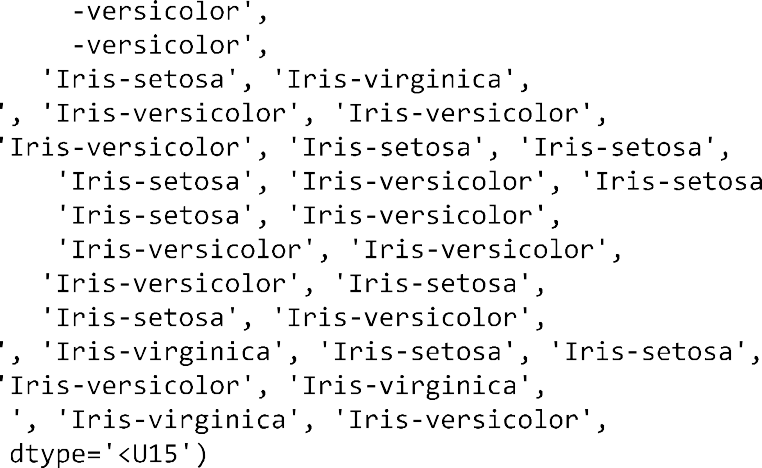 -versicolor',
-versicolor',
'Iris-setosa', 'Iris-virginica',
', 'Iris-versicolor', 'Iris-versicolor',
'Iris-versicolor', 'Iris-setosa', 'Iris-setosa',
'Iris-setosa', 'Iris-versicolor', 'Iris-setosa
'Iris-setosa', 'Iris-versicolor',
'Iris-versicolor', 'Iris-versicolor',
'Iris-versicolor', 'Iris-setosa',
'Iris-setosa', 'Iris-versicolor',
', 'Iris-virginica', 'Iris-setosa', 'Iris-setosa',
'Iris-versicolor', 'Iris-virginica',
', 'Iris-virginica', 'Iris-versicolor',
dtype='<U15')